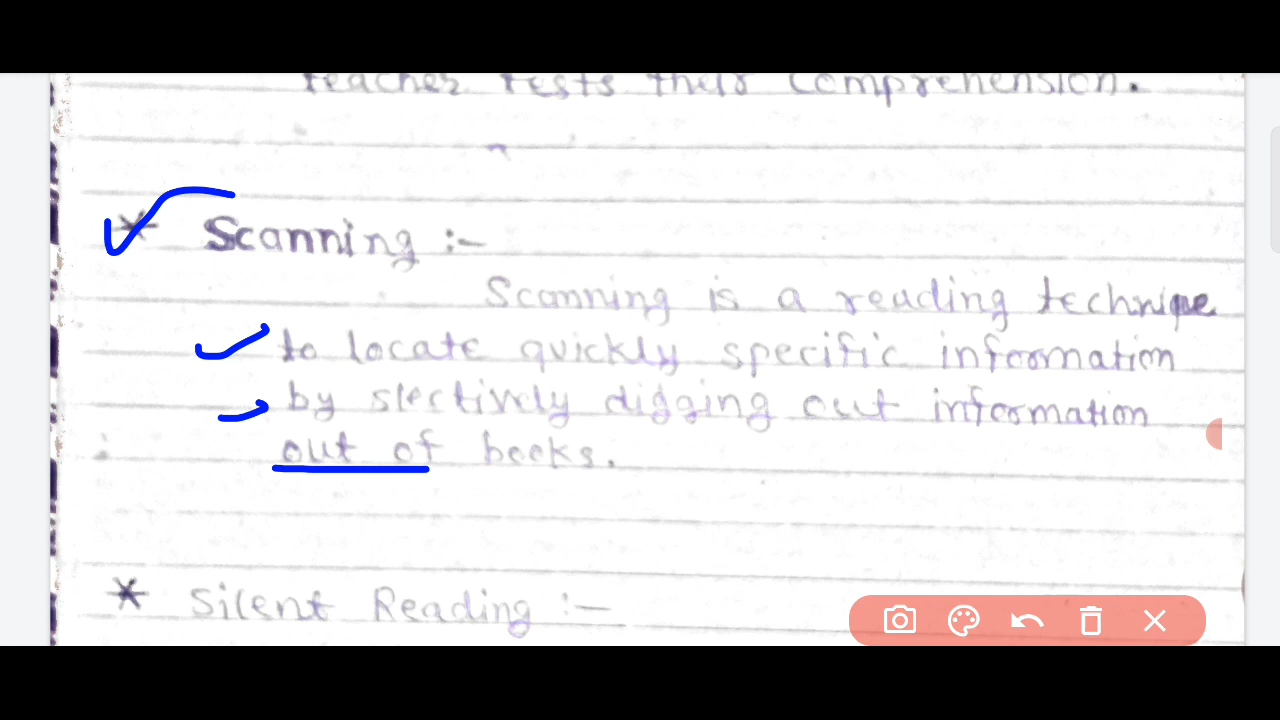 teacher tests their comprehension.
* Scanning :-
Scanning is a reading technique
to locate quickly specific information
by slectively digging out information
out of books.
* Silent Reading :-